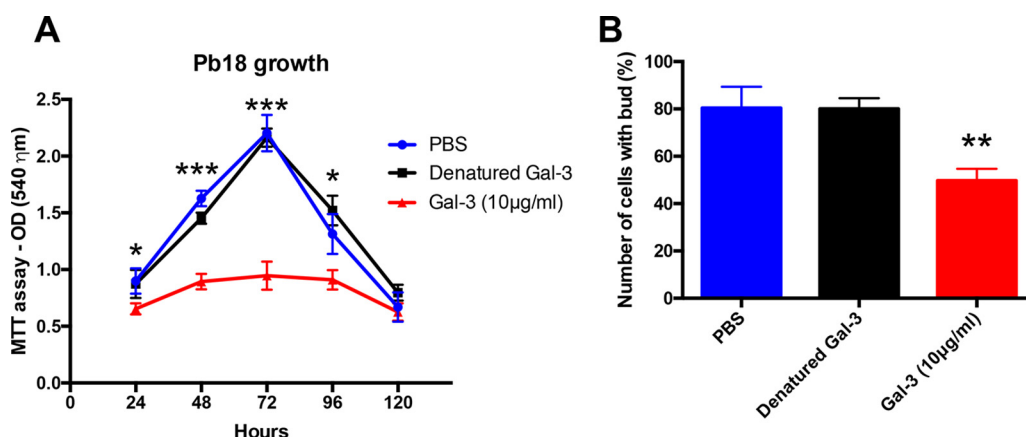 A
Pb18 growth
MTT assay - OD (540 ηm)
2.5
2.0
1.5
1.0
0.5
0.0
*
***
***
*
0
24
48
72
96
120
Hours
PBS
Denatured Gal-3
Gal-3 (10µg/ml)
B
Number of cells with bud (%)
100
80
60
40
20
0
**
PBS
Denatured Gal-3
Gal-3 (10µg/ml)